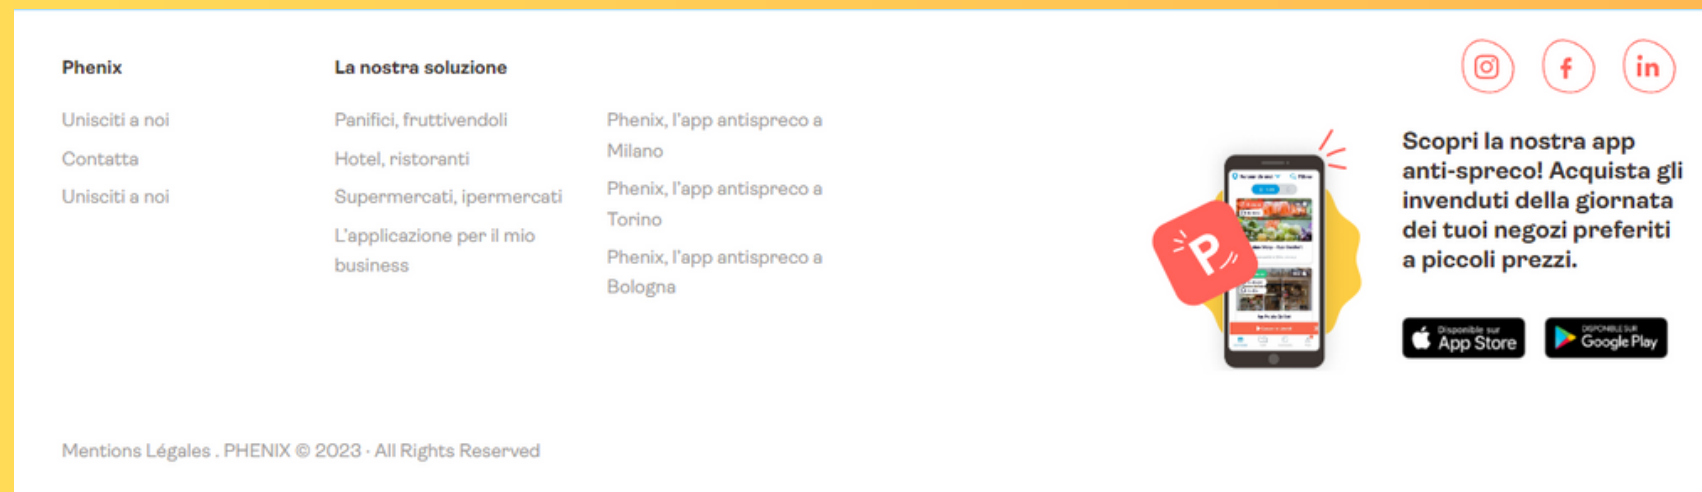 Phenix
Unisciti a noi
Contatta
Unisciti a noi
La nostra soluzione
Panifici, fruttivendoli
Hotel, ristoranti
Supermercati, ipermercati
L'applicazione per il mio
business
Phenix, l'app antispreco a
Milano
Phenix, l'app antispreco a
Torino
Phenix, l'app antispreco a
Bologna
in
P
Scopri la nostra app
anti-spreco! Acquista gli
invenduti della giornata
dei tuoi negozi preferiti
a piccoli prezzi.
Disponible sur
App Store
DISPONIBLE SUR
Google Play
Mentions Légales . PHENIX © 2023 · All Rights Reserved